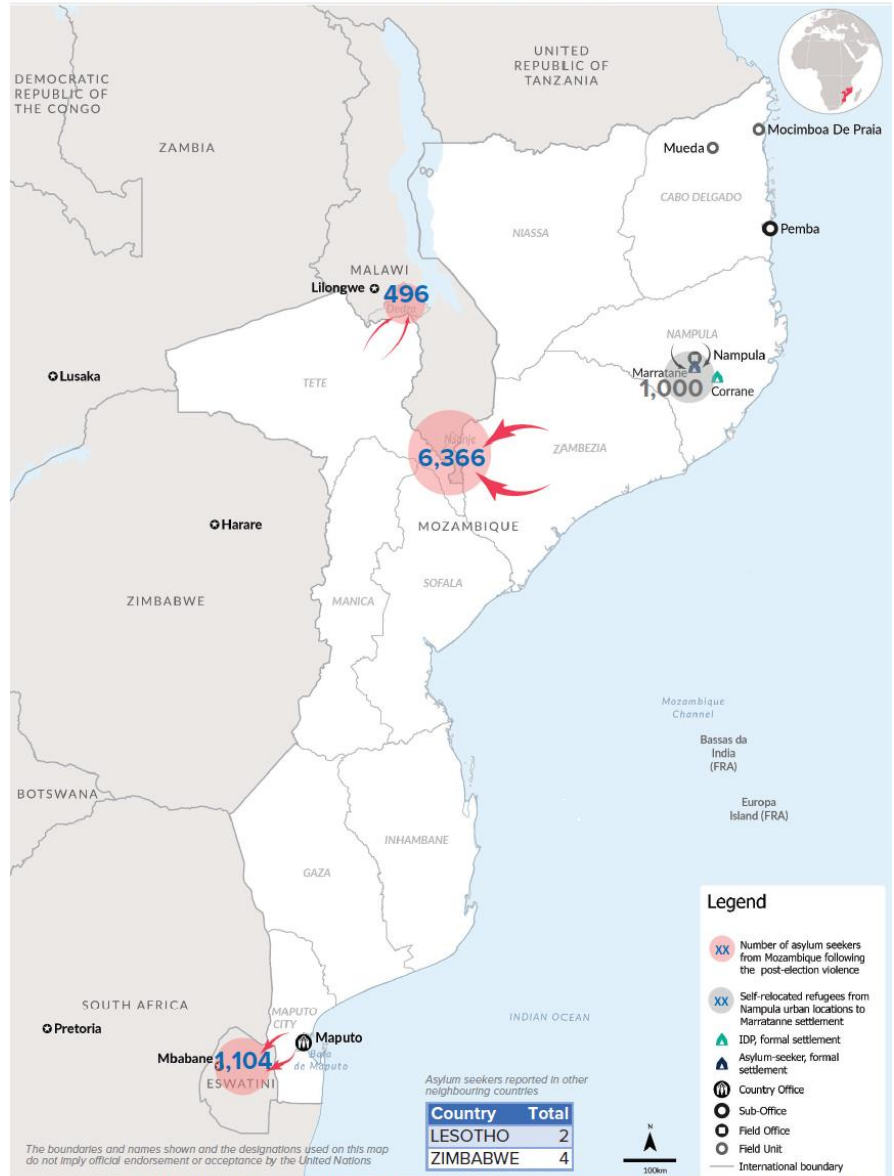 UNITED
REPUBLIC OF
TANZANIA
DEMOCRATIC
REPUBLIC OF
THE CONGO
ZAMBIA
Mocimboa De Praia
Mueda
CABO DELGADO
NIASSA
Pemba
MALAWI
Lilongwe
496
Dedza
NAMPULA
Nampula
Marratane
1,000
Corrane
Lusaka
TETE
Nsanje
6,366
ZAMBEZIA
MOZAMBIQUE
Harare
SOFALA
MANICA
ZIMBABWE
Mozambique
Channel
Bassas da
India
(FRA)
Europa
Island (FRA)
BOTSWANA
INHAMBANE
GAZA
SOUTH AFRICA
MAPUTO
CITY
INDIAN OCEAN
Pretoria
Maputo
Baia
de Maputo
Mbabane
1,104
ESWATINI
Asylum seekers reported in other
neighbouring countries
Country Total
LESOTHO 2
ZIMBABWE 4
N
100km
The boundaries and names shown and the designations used on this map
do not imply official endorsement or acceptance by the United Nations
Legend
XX
Number of asylum seekers
from Mozambique following
the post-election violence
XX
Self-relocated refugees from
Nampula urban locations to
Marratanne settlement
IDP, formal settlement
Asylum-seeker, formal
settlement
Country Office
Sub-Office
Field Office
Field Unit
International boundary